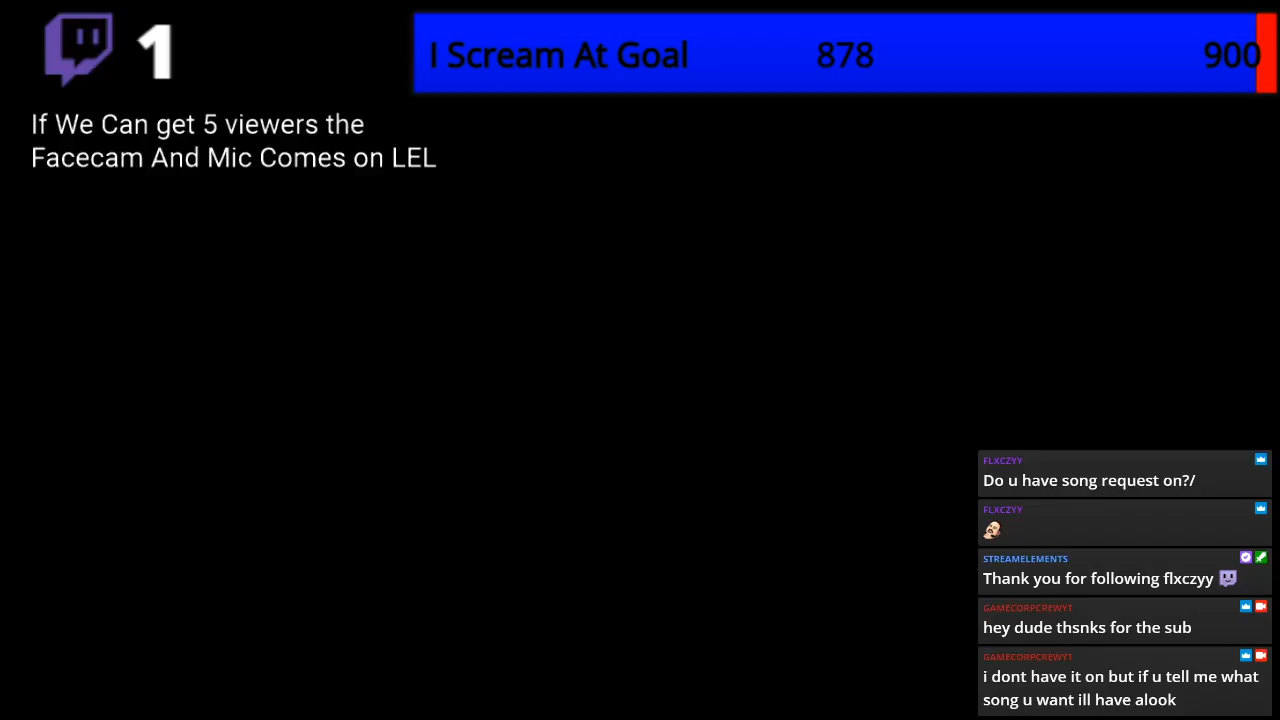 1
I Scream At Goal 878 900
If We Can get 5 viewers the
Facecam And Mic Comes on LEL
FLXCZYY
Do u have song request on?/
FLXCZYY
STREAMELEMENTS
Thank you for following flxczyy
GAMECORPCREWYT
hey dude thsnks for the sub
GAMECORPCREWYT
i dont have it on but if u tell me what
song u want ill have alook